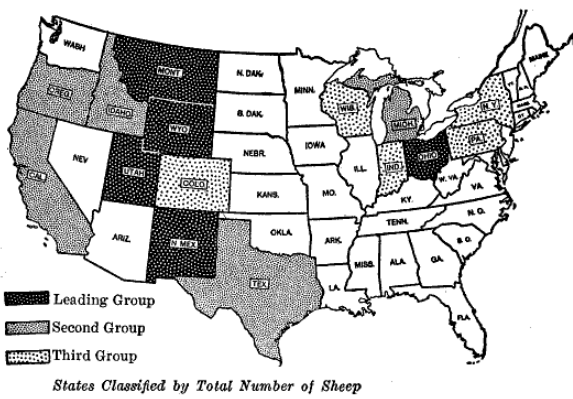 WASH
MONT
N. DAK.
MINN.
MAINE
OREG
IDAHO
WIS
MICH
N Y
WYO
S. DAK.
IOWA
PA
NEV
UTAH
COLO
NEBR.
ILL.
IND
OHIO
W. VA.
VA.
CAL
KANS.
MO.
KY.
N. C.
TENN.
ARIZ.
N MEX
OKLA.
ARK.
S. C.
MISS.
ALA.
GA.
TEX
LA.
FLA
Leading Group
Second Group
Third Group
States Classified by Total Number of Sheep